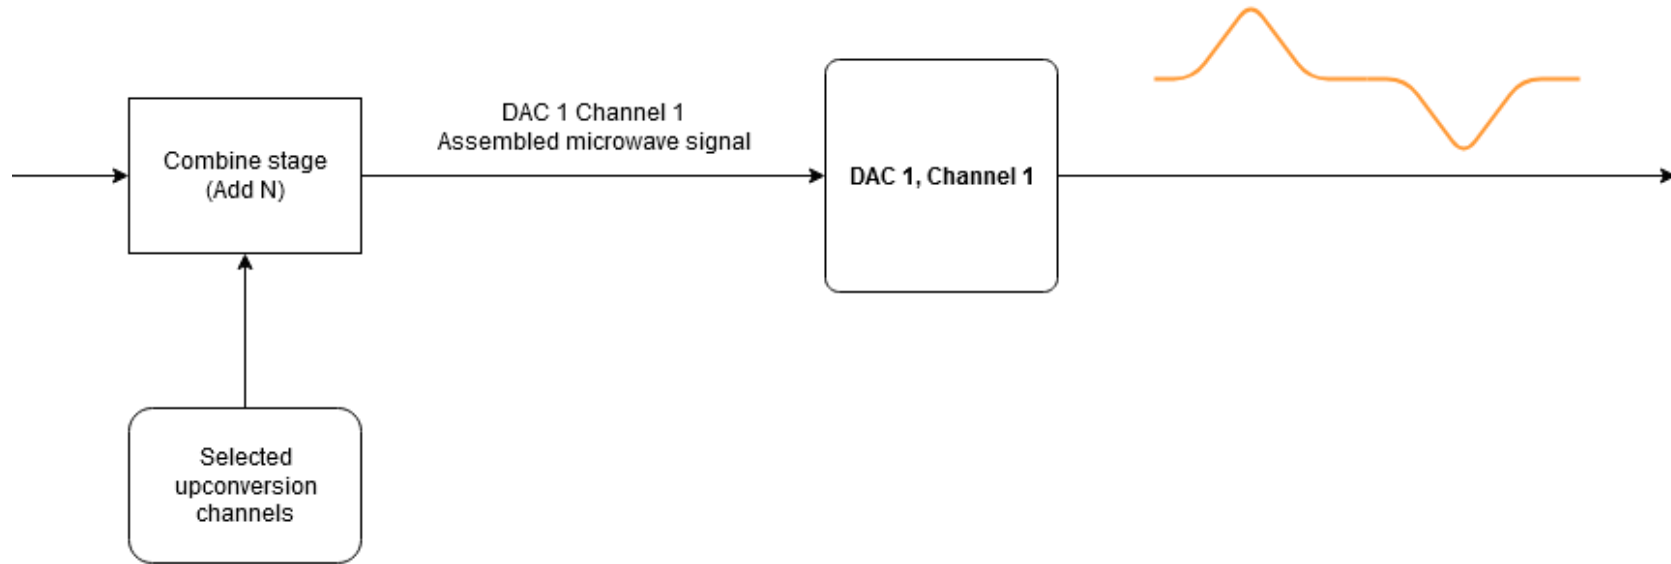 DAC 1 Channel 1
Assembled microwave signal
Combine stage
(Add N)
DAC 1, Channel 1
Selected
upconversion
channels